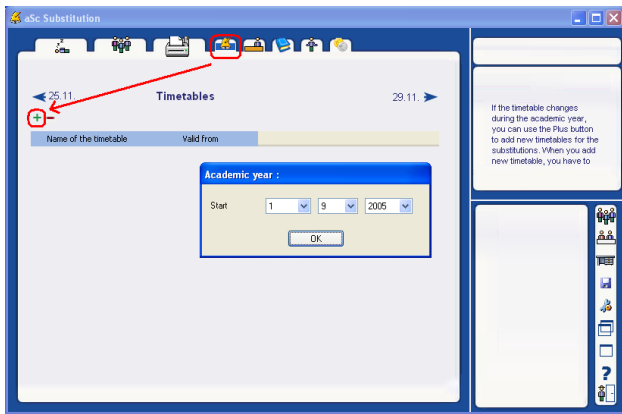 aSc Substitution
25.11.
Timetables
29.11.
Name of the timetable
Valid from
Academic year :
Start
1
9
2005
OK
If the timetable changes
during the academic year,
you can use the Plus button
to add new timetables for the
substitutions. When you add
new timetable, you have to